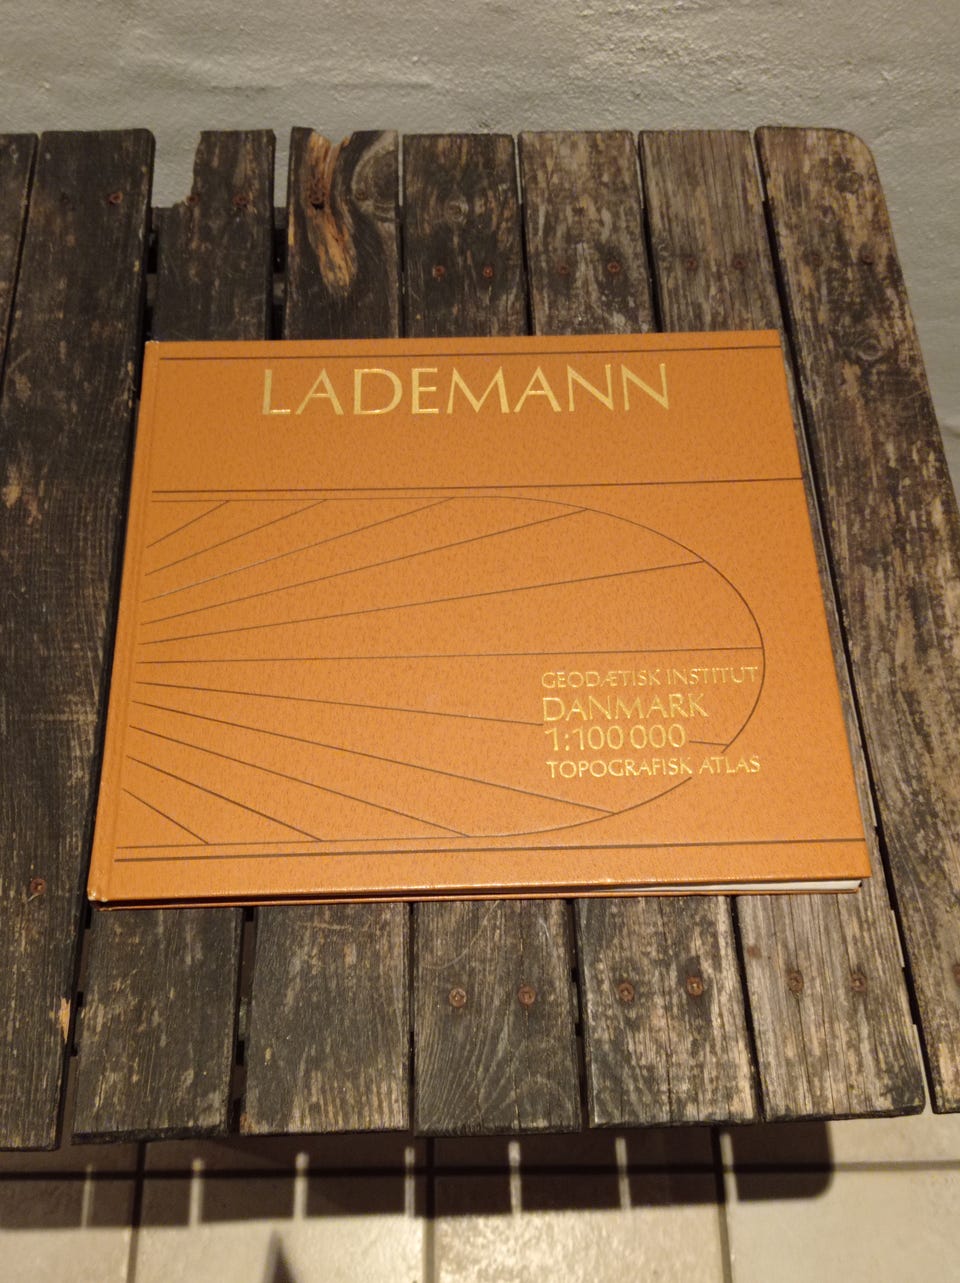 LADEMANN
GEODÆTISK INSTITUT
DANMARK
1:100 000
TOPOGRAFISK ATLAS